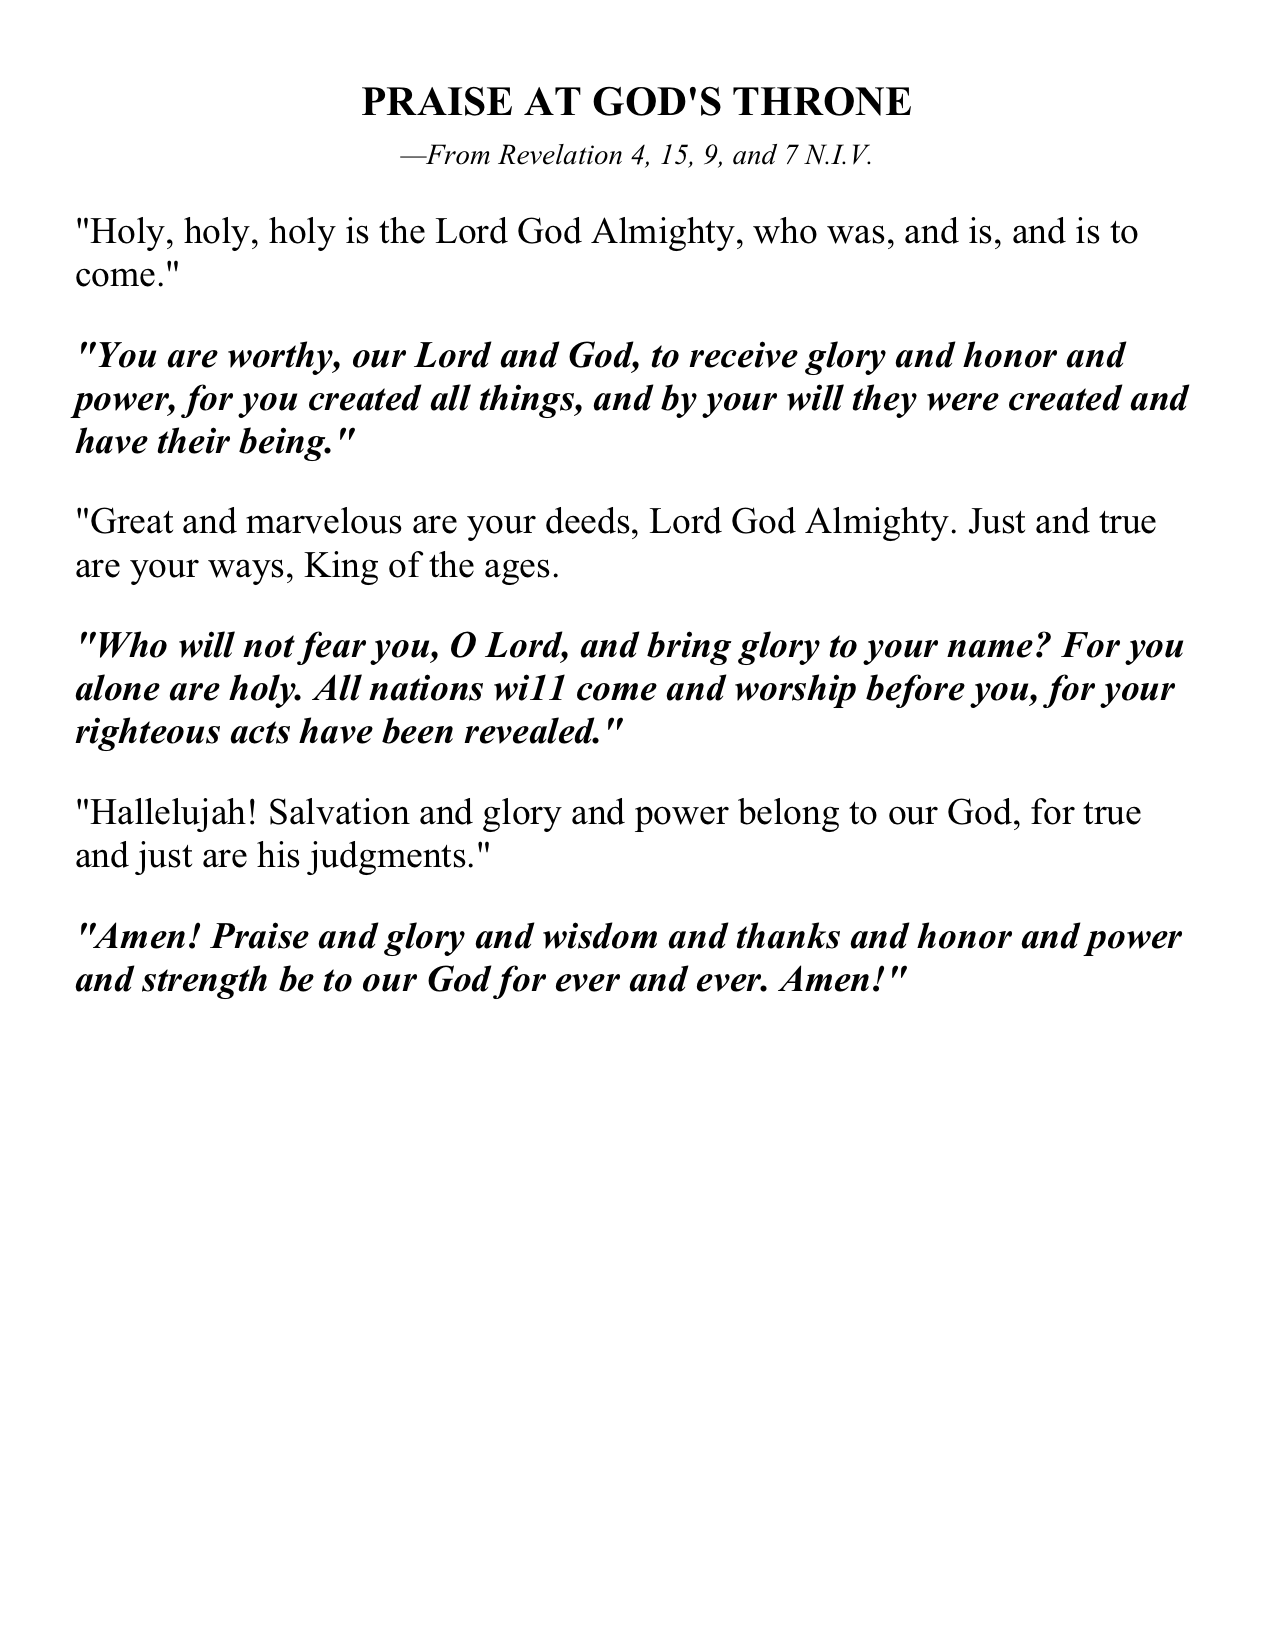 PRAISE AT GOD'S THRONE
—From Revelation 4, 15, 9, and 7 N.I.V.
"Holy, holy, holy is the Lord God Almighty, who was, and is, and is to
come."
"You are worthy, our Lord and God, to receive glory and honor and
power, for you created all things, and by your will they were created and
have their being."
"Great and marvelous are your deeds, Lord God Almighty. Just and true
are your ways, King of the ages.
"Who will not fear you, O Lord, and bring glory to your name? For you
alone are holy. All nations wi11 come and worship before you, for your
righteous acts have been revealed."
"Hallelujah! Salvation and glory and power belong to our God, for true
and just are his judgments."
"Amen! Praise and glory and wisdom and thanks and honor and power
and strength be to our God for ever and ever. Amen!"